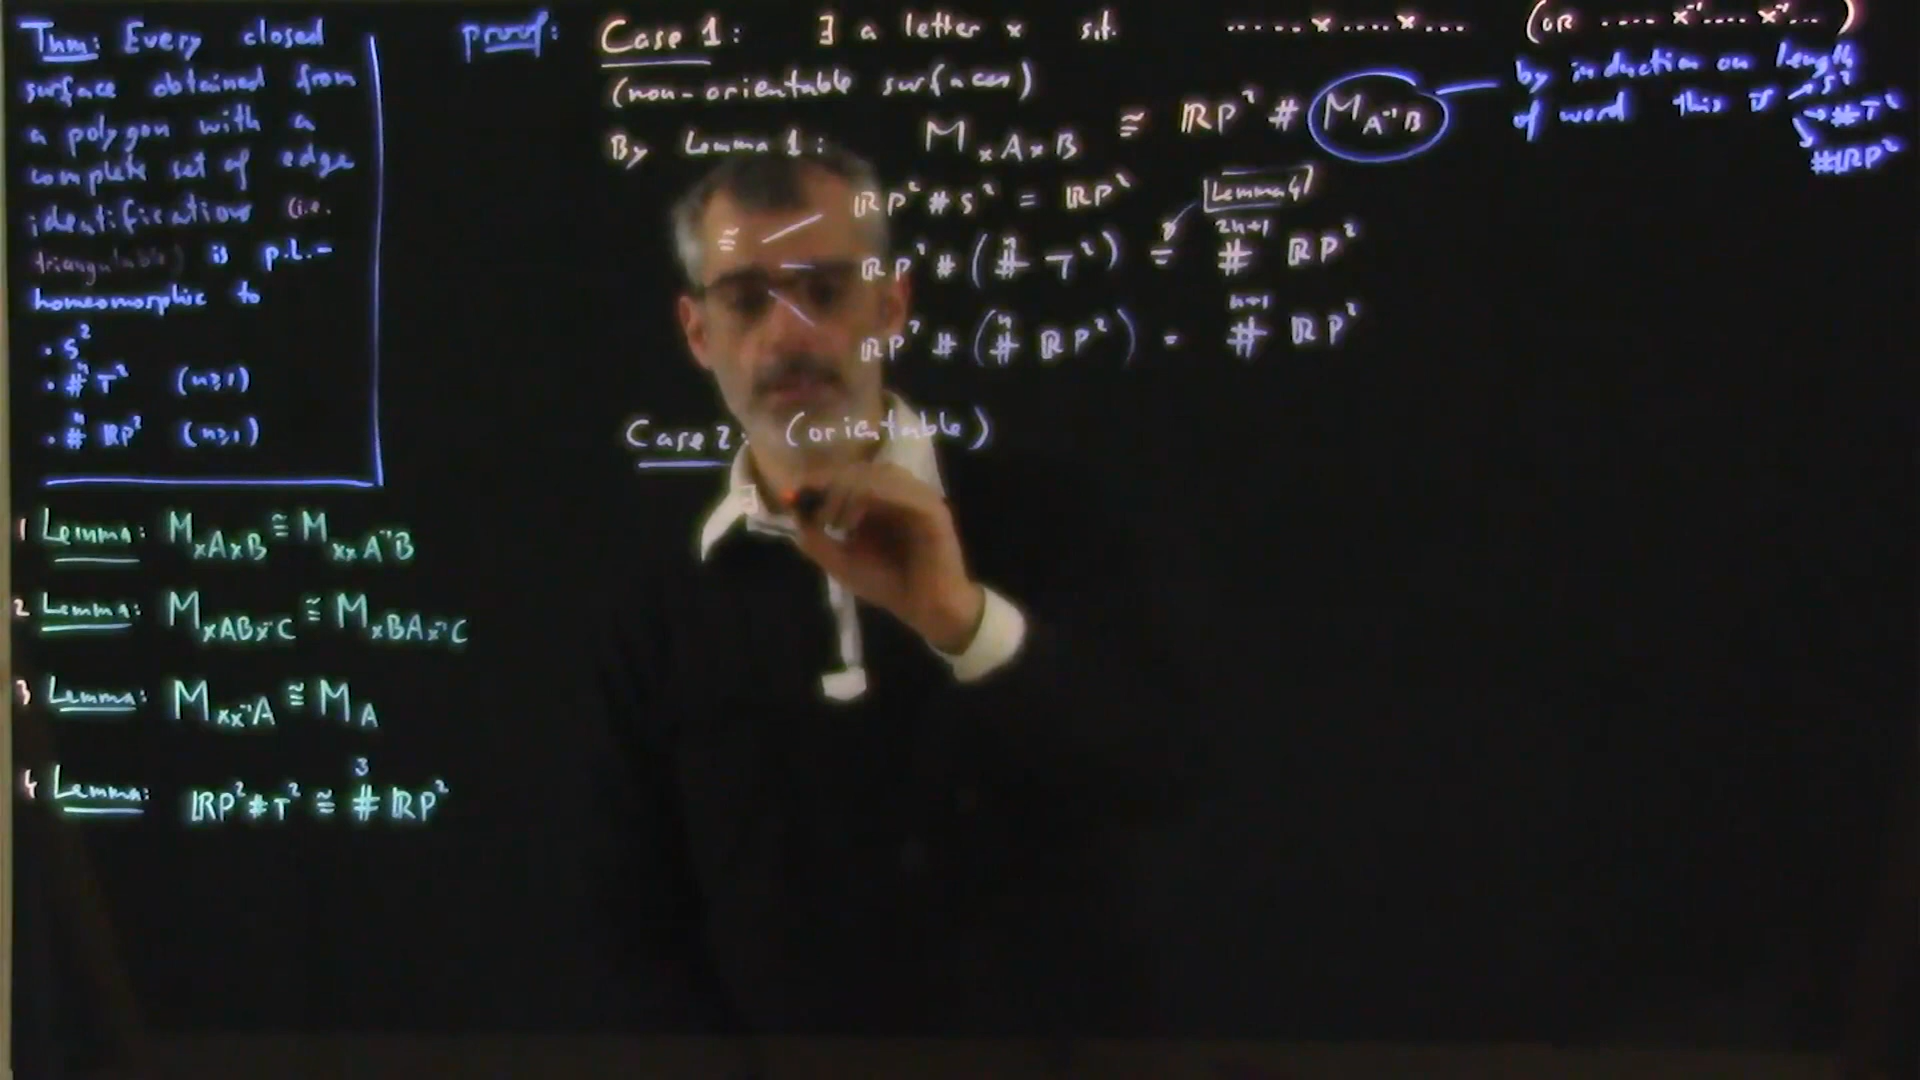 Thm: Every closed
surface obtained from
a polygon with a
complete set of edge
identifications (i.e.
triangulable) is p.l.-
homeomorphic to
· S²
· #ⁿ T² (n≥1)
· #ⁿ RP² (n≥1)
1 Lemma: M_{xAxB} ≅ M_{xxA⁻¹B}
2 Lemma: M_{xABx⁻¹C} ≅ M_{xBAx⁻¹C}
3 Lemma: M_{xx⁻¹A} ≅ M_A
4 Lemma: RP² # T² ≅ #³ RP²
proof: Case 1: ∃ a letter x s.t. ......x.....x.... (OR .... x⁻¹.... x⁻¹...)
(non-orientable surfaces)
By Lemma 1: M_{xAxB} ≅ RP² # M_{A⁻¹B}
by induction on length
of word this is → S²
→ #T²
→ #RP²
≅ RP² # S² = RP²
RP² # (#ⁿ T²) = #²ⁿ⁺¹ RP²
Lemma 4
RP² # (#ⁿ RP²) = #ⁿ⁺¹ RP²
Case 2: (orientable)